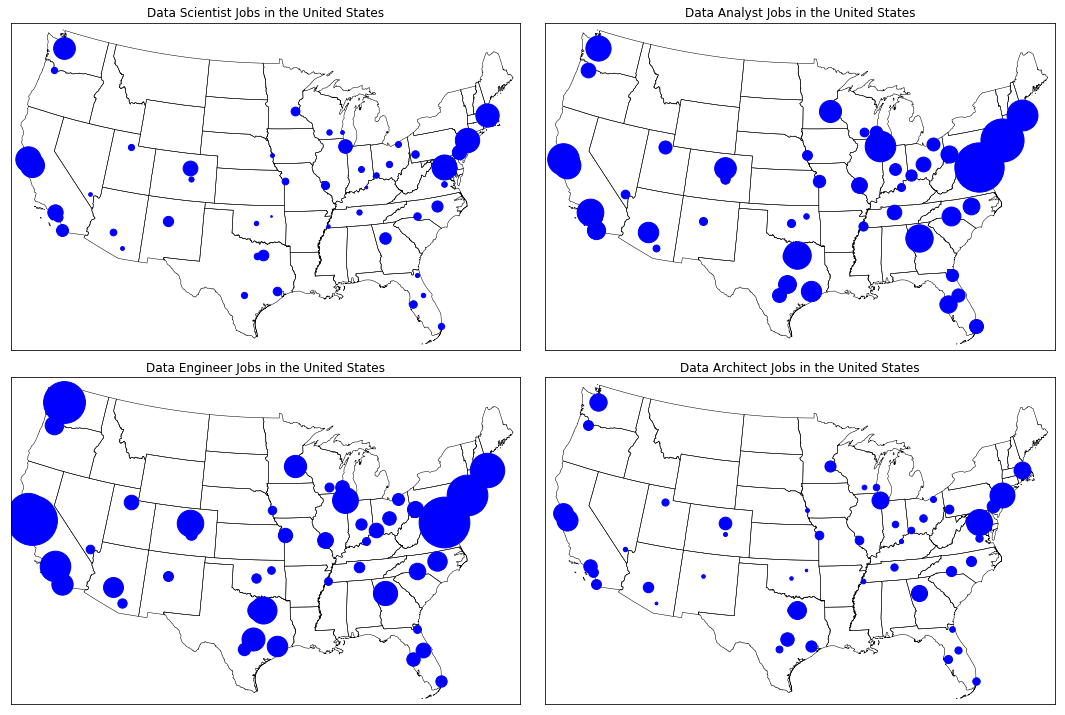 Data Scientist Jobs in the United States
Data Analyst Jobs in the United States
Data Engineer Jobs in the United States
Data Architect Jobs in the United States